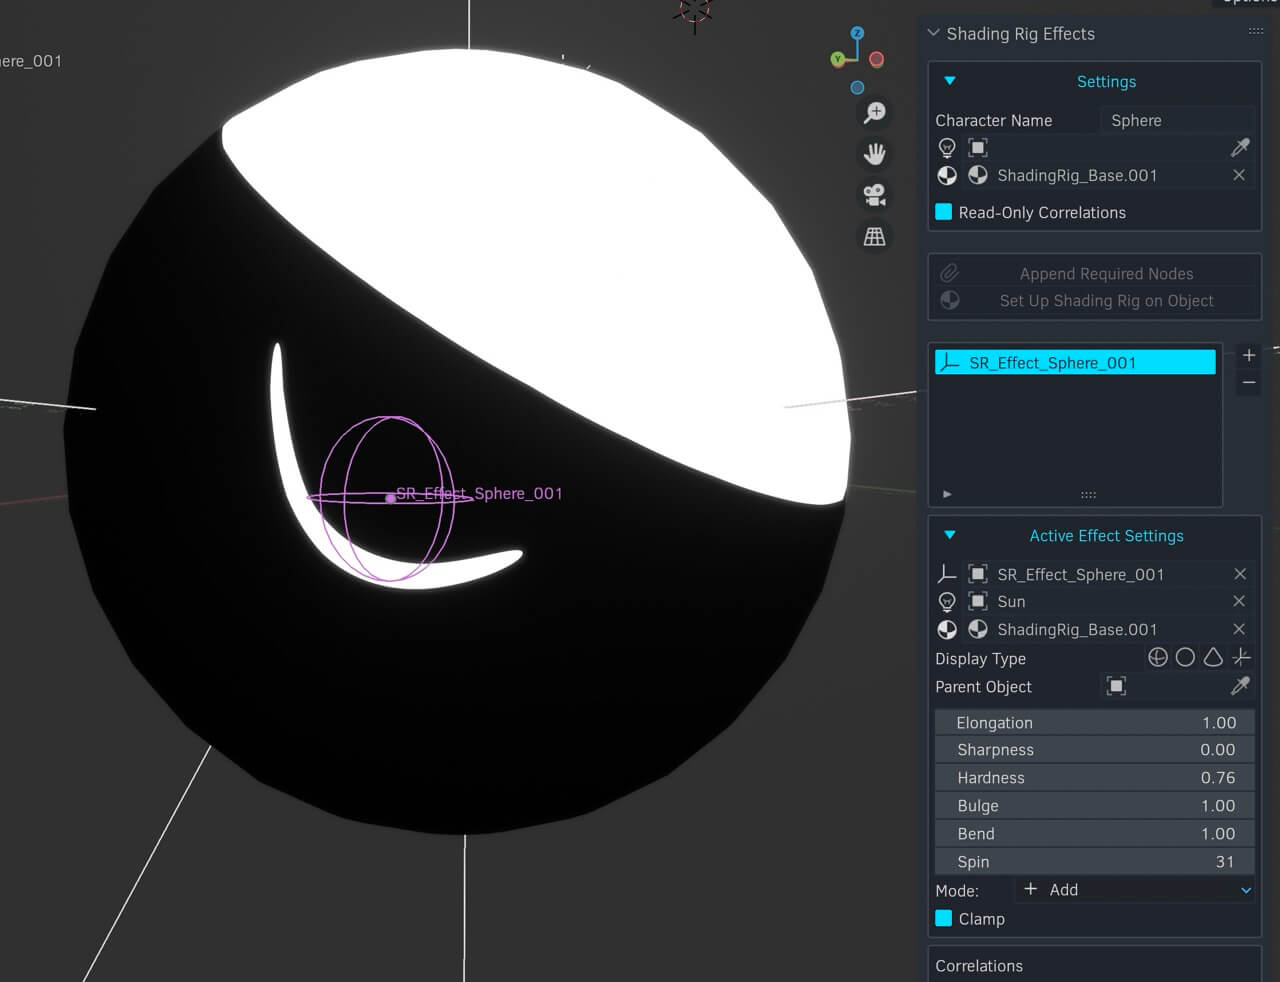 Shading Rig Effects
Settings
Character Name Sphere
ShadingRig_Base.001
Read-Only Correlations
Append Required Nodes
Set Up Shading Rig on Object
SR_Effect_Sphere_001
Active Effect Settings
SR_Effect_Sphere_001
Sun
ShadingRig_Base.001
Display Type
Parent Object
Elongation 1.00
Sharpness 0.00
Hardness 0.76
Bulge 1.00
Bend 1.00
Spin 31
Mode: Add
Clamp
Correlations
Z
Y
SR_Effect_Sphere_001